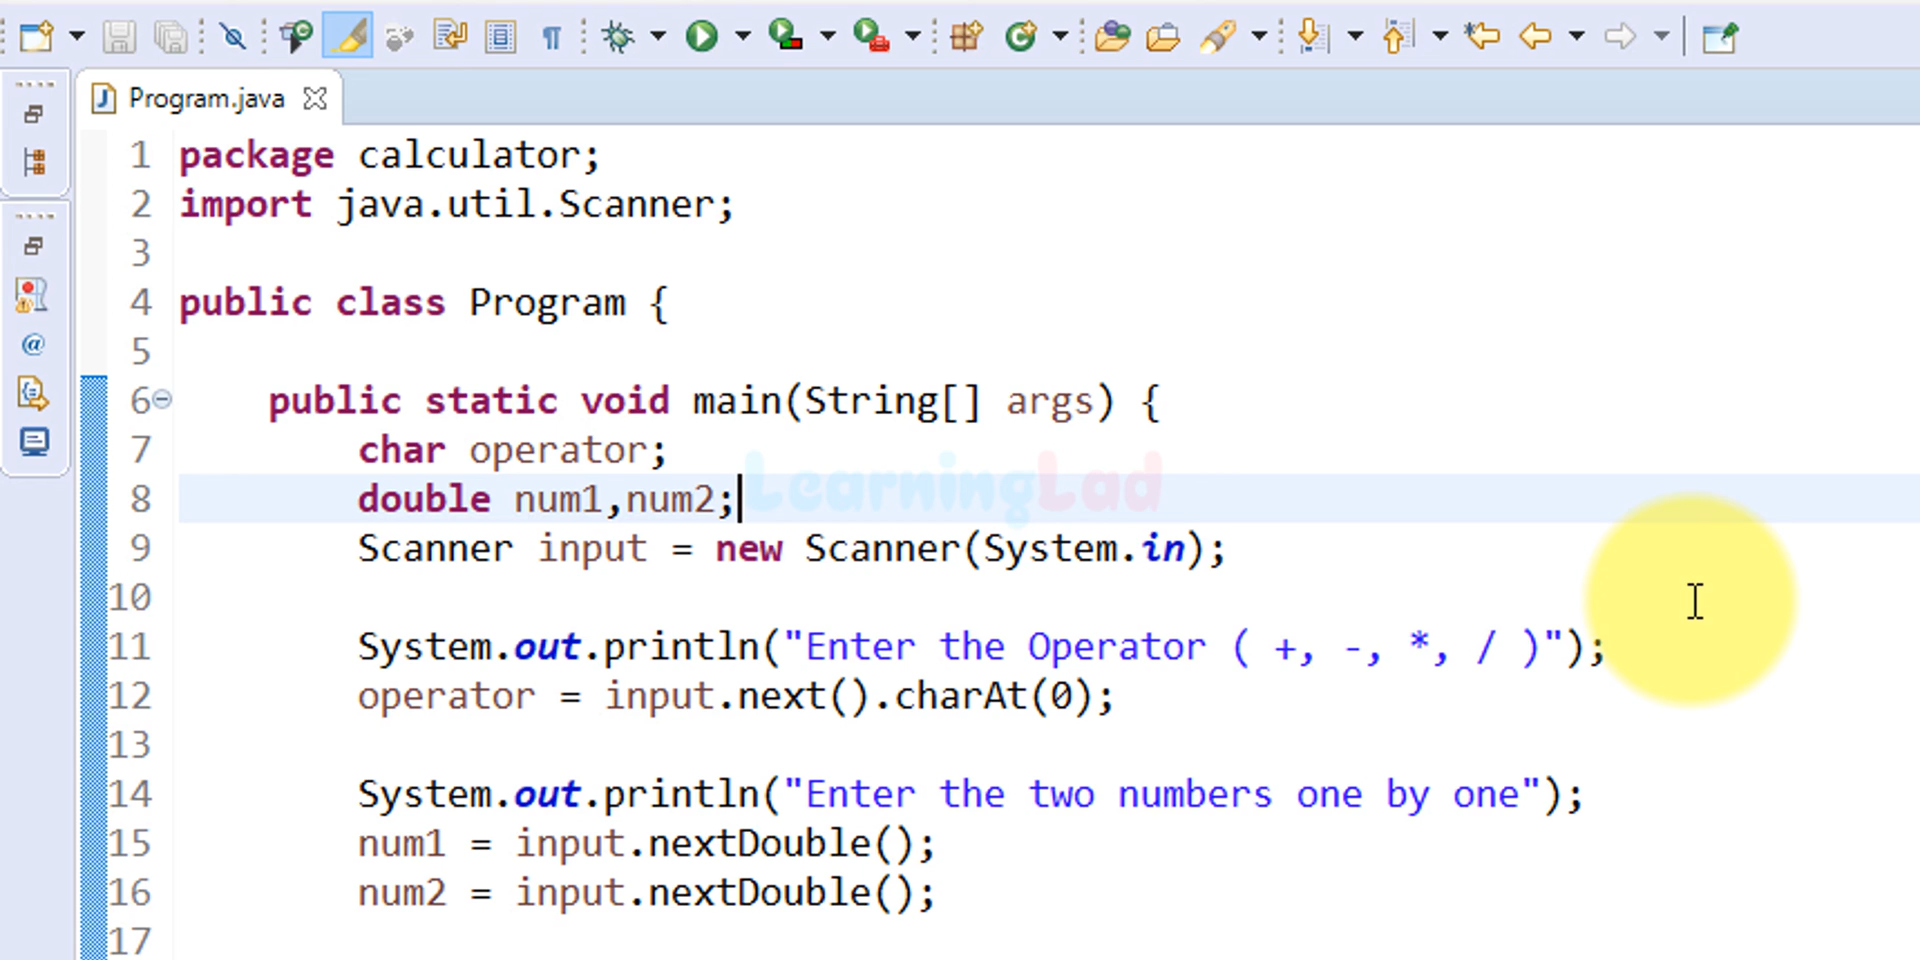 Program.java
1 package calculator;
2 import java.util.Scanner;
3
4 public class Program {
5
6 public static void main(String[] args) {
7 char operator;
LearningLad
8 double num1,num2;
9 Scanner input = new Scanner(System.in);
10
11 System.out.println("Enter the Operator ( +, -, *, / )");
12 operator = input.next().charAt(0);
13
14 System.out.println("Enter the two numbers one by one");
15 num1 = input.nextDouble();
16 num2 = input.nextDouble();
17